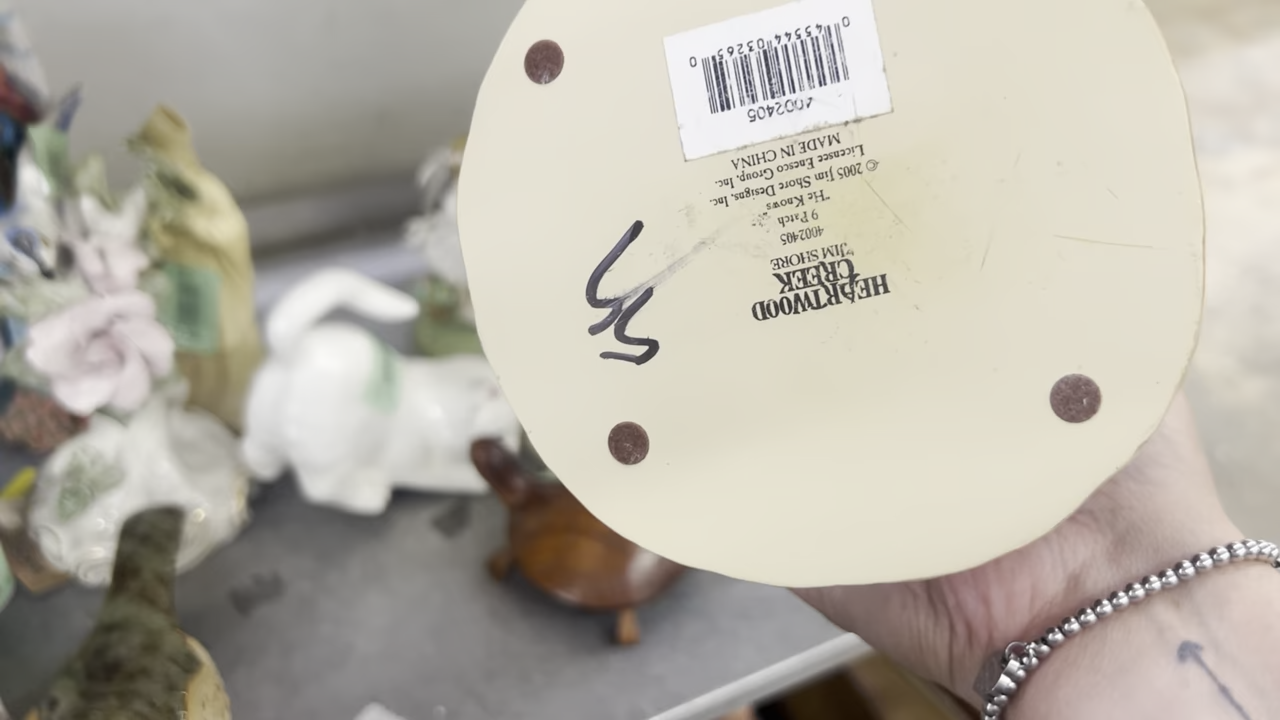 HEARTWOOD
CREEK
JIM SHORE
4002405
9 Patch
"He Knows"
© 2005 Jim Shore Designs, Inc.
Licensee Enesco Group, Inc.
MADE IN CHINA
4002405
0 45544 03265 0